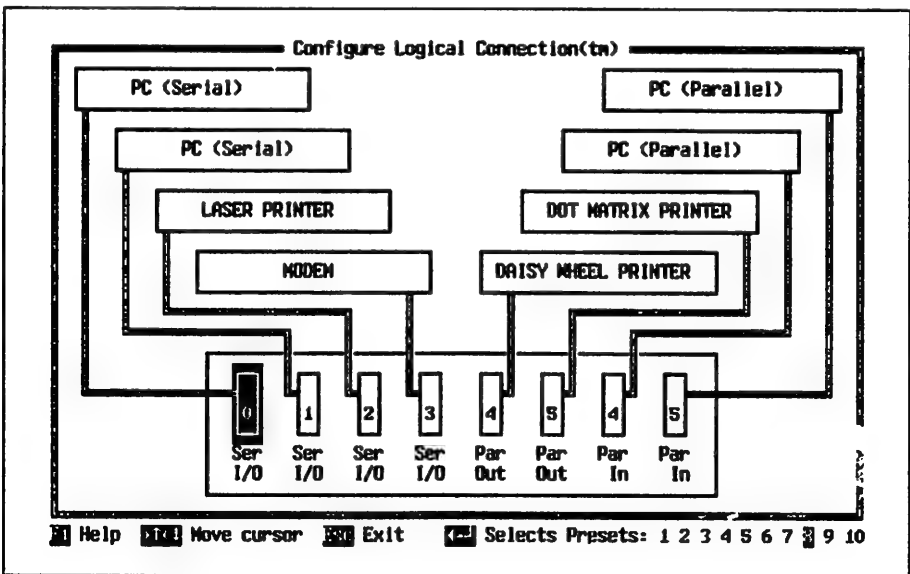 Configure Logical Connection(tm)
PC (Serial)
PC (Parallel)
PC (Serial)
PC (Parallel)
LASER PRINTER
DOT MATRIX PRINTER
MODEM
DAISY WHEEL PRINTER
0 1 2 3 4 5 4 5
Ser Ser Ser Ser Par Par Par Par
I/O I/O I/O I/O Out Out In In
F1 Help Move cursor ESC Exit Selects Presets: 1 2 3 4 5 6 7 8 9 10